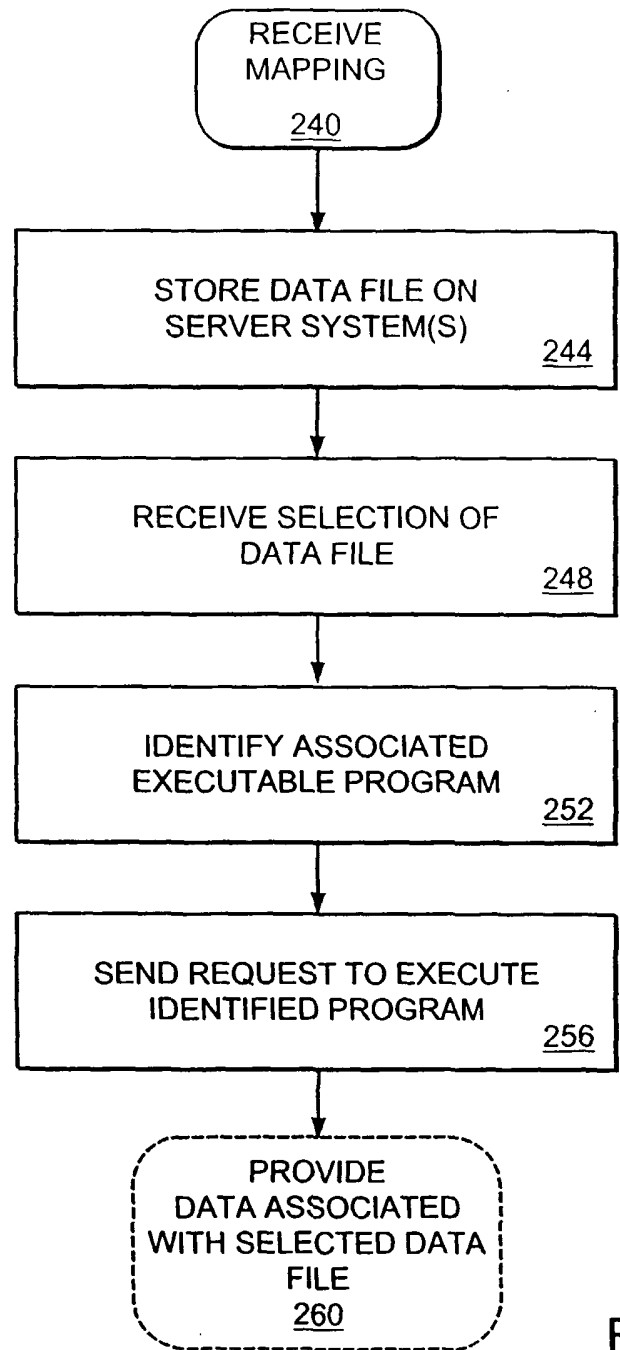 RECEIVE
MAPPING
240
STORE DATA FILE ON
SERVER SYSTEM(S)
244
RECEIVE SELECTION OF
DATA FILE
248
IDENTIFY ASSOCIATED
EXECUTABLE PROGRAM
252
SEND REQUEST TO EXECUTE
IDENTIFIED PROGRAM
256
PROVIDE
DATA ASSOCIATED
WITH SELECTED DATA
FILE
260